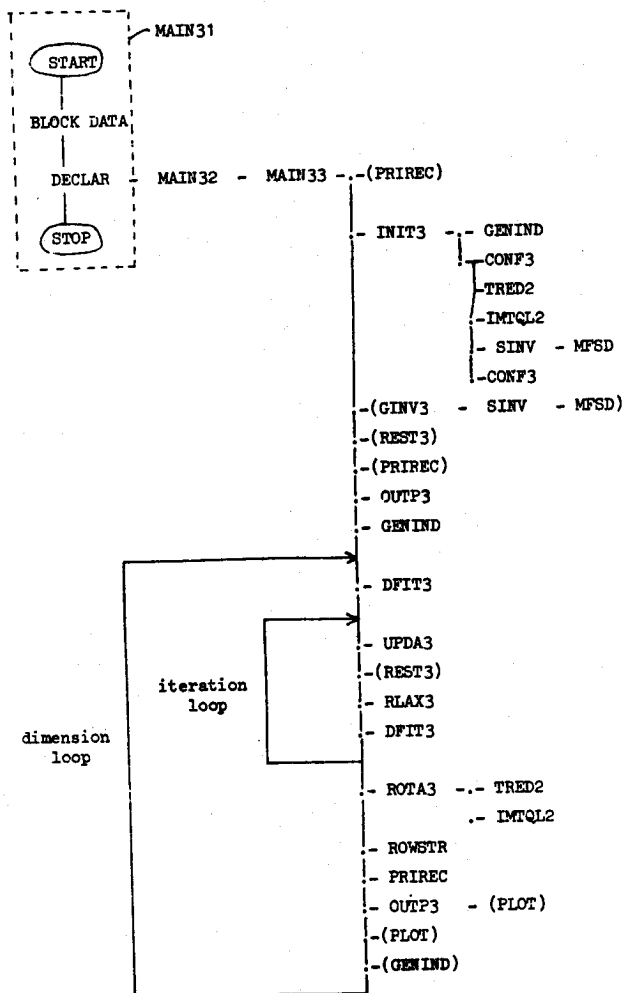 MAIN31
START
BLOCK DATA
DECLAR - MAIN32 - MAIN33 -.-(PRIREC)
STOP
.- INIT3 -.- GENIND
.-CONF3
-TRED2
.-IMTQL2
.- SINV - MFSD
.-CONF3
.-(GINV3 - SINV - MFSD)
.-(REST3)
.-(PRIREC)
.- OUTP3
.- GENIND
.- DFIT3
.- UPDA3
.-(REST3)
.- RLAX3
.- DFIT3
iteration
loop
dimension
loop
.- ROTA3 -.- TRED2
.- IMTQL2
.- ROWSTR
.- PRIREC
.- OUTP3 - (PLOT)
.-(PLOT)
.-(GENIND)